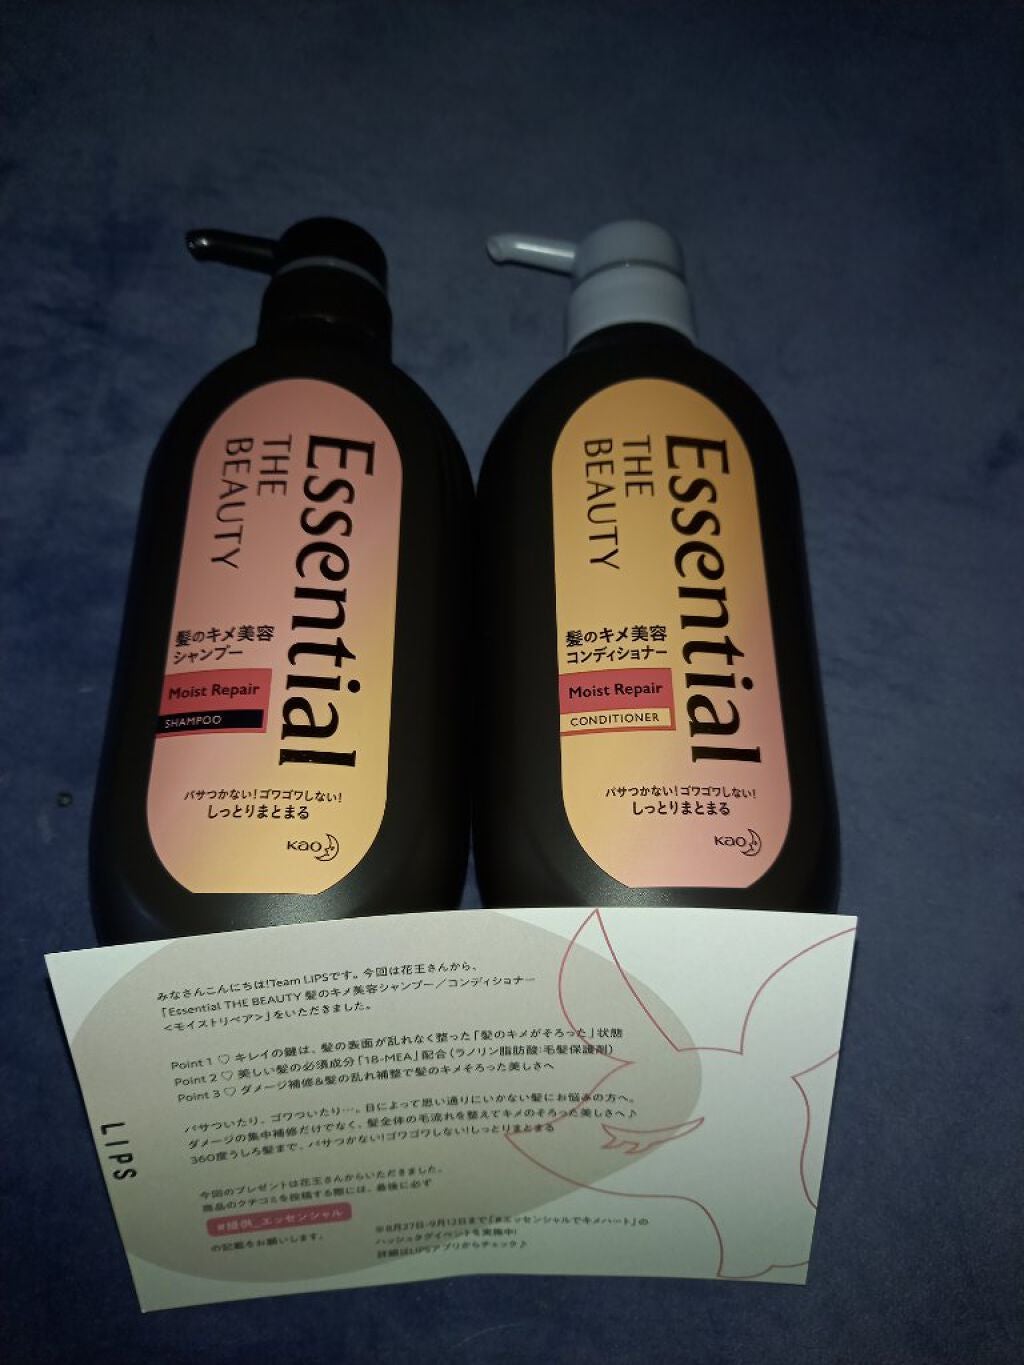 Essential
THE
BEAUTY
髪のキメ美容
シャンプー
Moist Repair
SHAMPOO
パサつかない!ゴワゴワしない!
しっとりまとまる
Kao
Essential
THE
BEAUTY
髪のキメ美容
コンディショナー
Moist Repair
CONDITIONER
パサつかない!ゴワゴワしない!
しっとりまとまる
Kao
みなさんこんにちは!Team LIPSです。今回は花王さんから、
「Essential THE BEAUTY 髪のキメ美容シャンプー/コンディショナー
<モイストリペア>」をいただきました。
Point 1 ♡ キレイの鍵は、髪の表面が乱れなく整った「髪のキメがそろった」状態
Point 2 ♡ 美しい髪の必須成分「18-MEA」配合(ラノリン脂肪酸:毛髪保護剤)
Point 3 ♡ ダメージ補修&髪の乱れ補整で髪のキメそろった美しさへ
パサついたり、ゴワついたり…。日によって思い通りにいかない髪にお悩みの方へ。
ダメージの集中補修だけでなく、髪全体の毛流れを整えてキメのそろった美しさへ♪
360度うしろ髪まで、パサつかない!ゴワゴワしない!しっとりまとまる
今回のプレゼントは花王さんからいただきました。
商品のクチコミを投稿する際には、最後に必ず
#提供_エッセンシャル
の記載をお願いします。
※8月27日-9月12日まで「#エッセンシャルでキメハート」の
ハッシュタグイベントを実施中!
詳細はLIPSアプリからチェック♪
LIPS